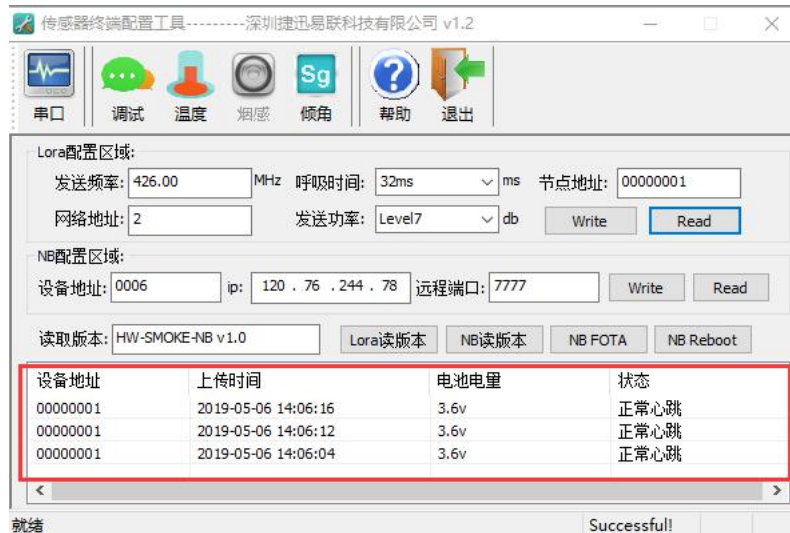 传感器终端配置工具---------深圳捷迅易联科技有限公司 v1.2
Sg ?
串口 调试 温度 烟感 倾角 帮助 退出
Lora配置区域:
发送频率: 426.00 MHz 呼吸时间: 32ms ms 节点地址: 00000001
网络地址: 2 发送功率: Level7 db Write Read
NB配置区域:
设备地址: 0006 ip: 120 . 76 . 244 . 78 远程端口: 7777 Write Read
读取版本: HW-SMOKE-NB v1.0 Lora读版本 NB读版本 NB FOTA NB Reboot
设备地址 上传时间 电池电量 状态
00000001 2019-05-06 14:06:16 3.6v 正常心跳
00000001 2019-05-06 14:06:12 3.6v 正常心跳
00000001 2019-05-06 14:06:04 3.6v 正常心跳
就绪 Successful!